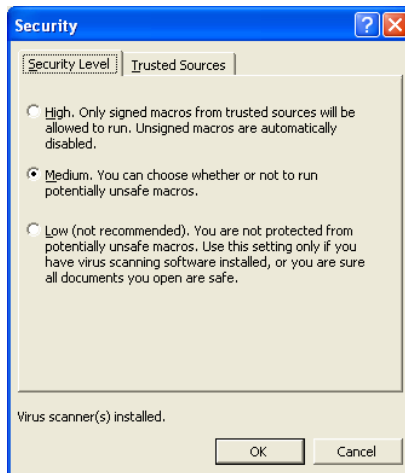 Security
Security Level
Trusted Sources
High. Only signed macros from trusted sources will be
allowed to run. Unsigned macros are automatically
disabled.
Medium. You can choose whether or not to run
potentially unsafe macros.
Low (not recommended). You are not protected from
potentially unsafe macros. Use this setting only if you
have virus scanning software installed, or you are sure
all documents you open are safe.
Virus scanner(s) installed.
OK
Cancel